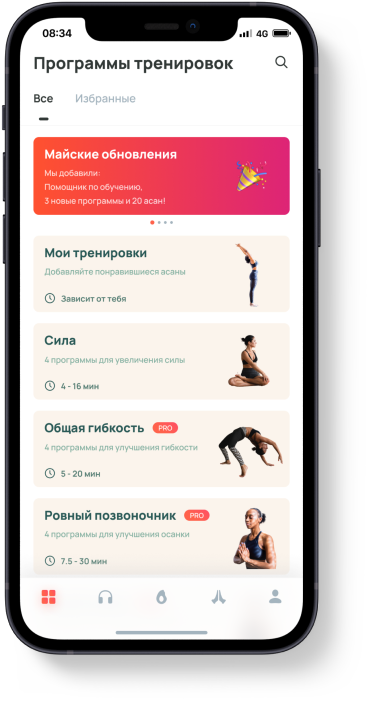 08:34
4G
Программы тренировок
Все Избранные
Майские обновления
Мы добавили:
Помощник по обучению,
3 новые программы и 20 асан!
Мои тренировки
Добавляйте понравившиеся асаны
Зависит от тебя
Сила
4 программы для увеличения силы
4 - 16 мин
Общая гибкость PRO
4 программы для улучшения гибкости
5 - 20 мин
Ровный позвоночник PRO
4 программы для улучшения осанки
7.5 - 30 мин